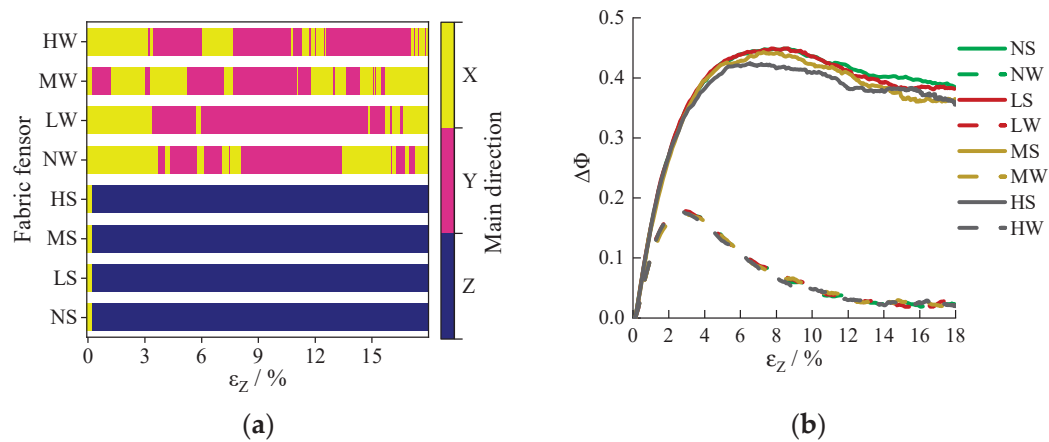 HW
MW
LW
NW
HS
MS
LS
NS
Fabric fensor
0 3 6 9 12 15
ε_Z / %
X
Y
Z
Main direction
(a)
0.5
0.4
0.3
0.2
0.1
0.0
ΔΦ
0 2 4 6 8 10 12 14 16 18
ε_Z / %
NS
NW
LS
LW
MS
MW
HS
HW
(b)